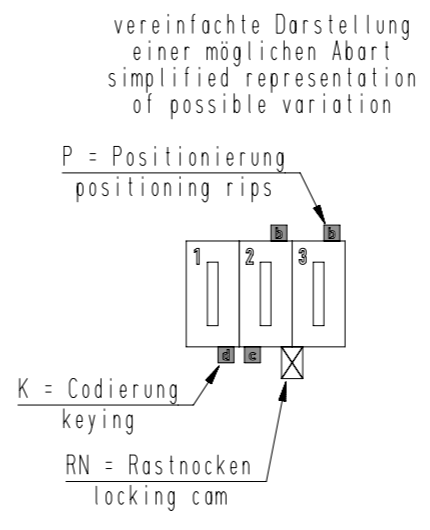 vereinfachte Darstellung
einer möglichen Abart
simplified representation
of possible variation
P = Positionierung
positioning rips
b b
1 2 3
d c
K = Codierung
keying
RN = Rastnocken
locking cam